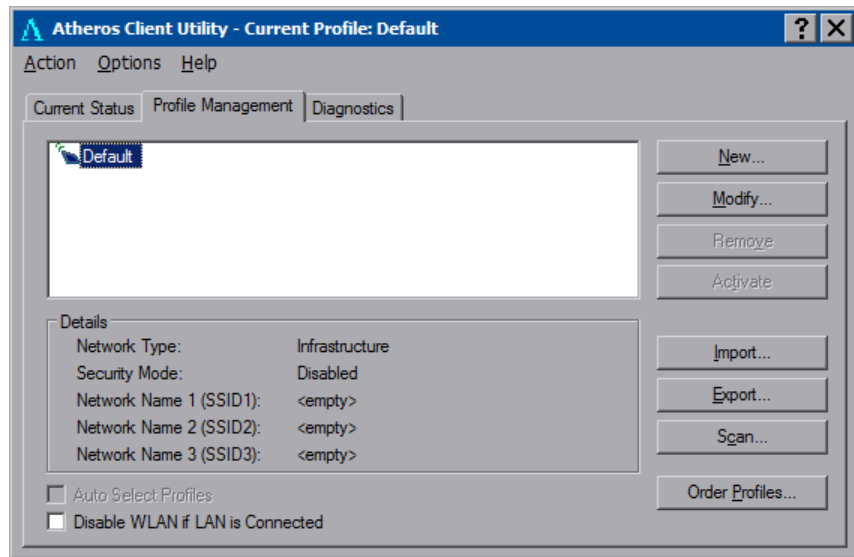 Atheros Client Utility - Current Profile: Default
Action Options Help
Current Status Profile Management Diagnostics
Default
New...
Modify...
Remove
Activate
Details
Network Type: Infrastructure
Security Mode: Disabled
Network Name 1 (SSID1): <empty>
Network Name 2 (SSID2): <empty>
Network Name 3 (SSID3): <empty>
Import...
Export...
Scan...
Auto Select Profiles
Order Profiles...
Disable WLAN if LAN is Connected